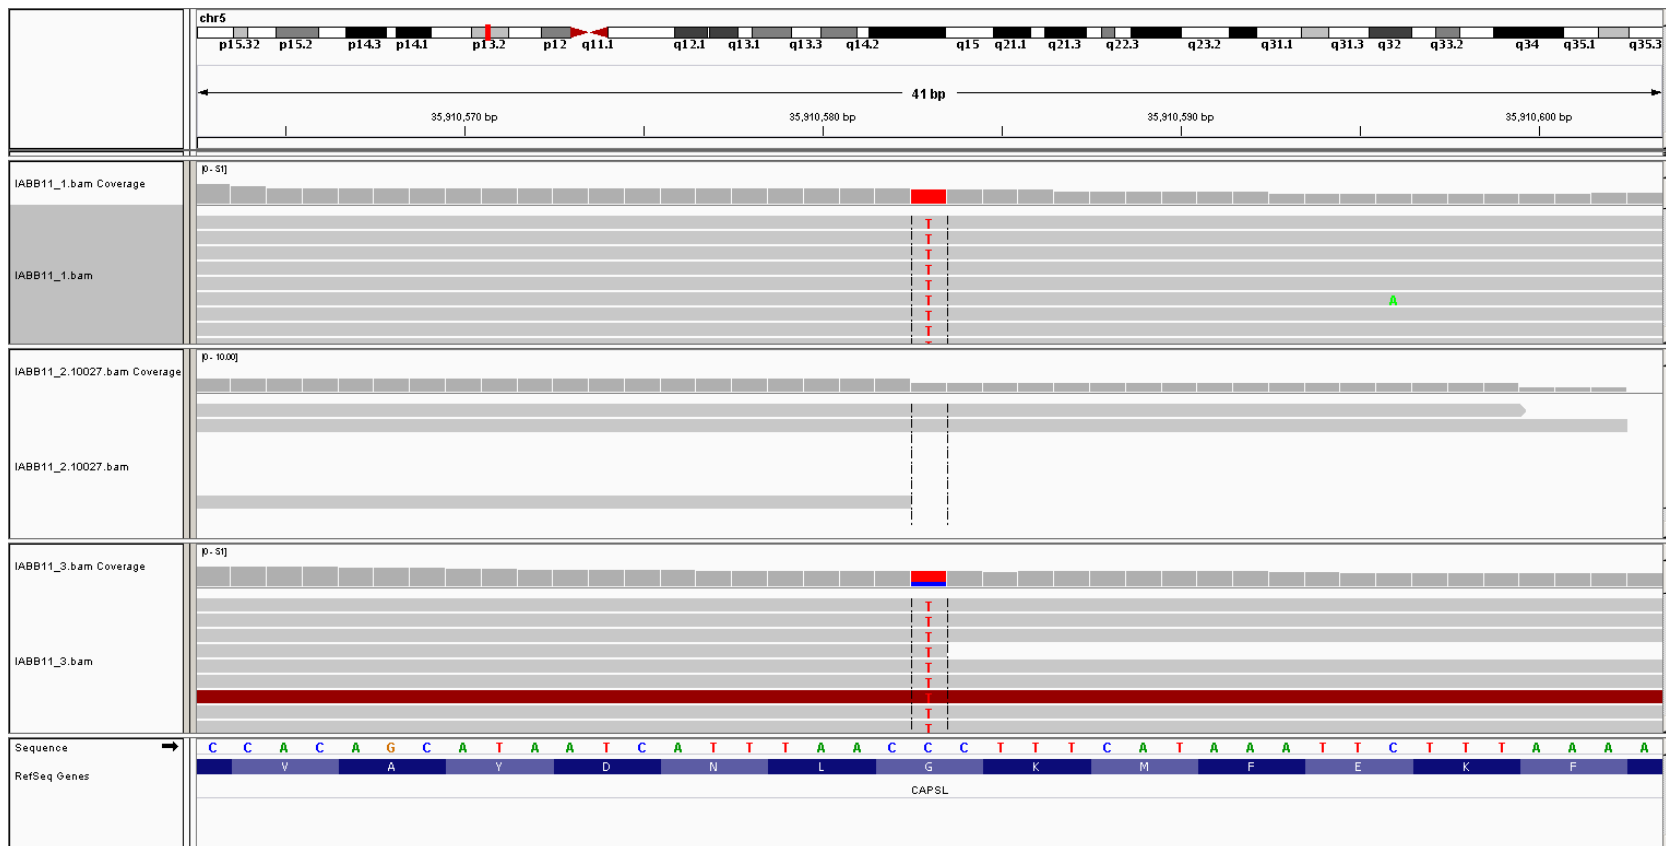 chr5
p15.32 p15.2 p14.3 p14.1 p13.2 p12 q11.1 q12.1 q13.1 q13.3 q14.2 q15 q21.1 q21.3 q22.3 q23.2 q31.1 q31.3 q32 q33.2 q34 q35.1 q35.3
41 bp
35,910,570 bp 35,910,580 bp 35,910,590 bp 35,910,600 bp
[0 - 51]
IABB11_1.bam Coverage
T
T
T
T
T
IABB11_1.bam
T A
T
T
T
[0 - 10.00]
IABB11_2.10027.bam Coverage
IABB11_2.10027.bam
[0 - 51]
IABB11_3.bam Coverage
T
T
T
T
T
IABB11_3.bam
T
T
T
T
Sequence C C A C A G C A T A A T C A T T T A A C C C T T T C A T A A A T T C T T T A A A A
RefSeq Genes V A Y D N L G K M F E K F
CAPSL